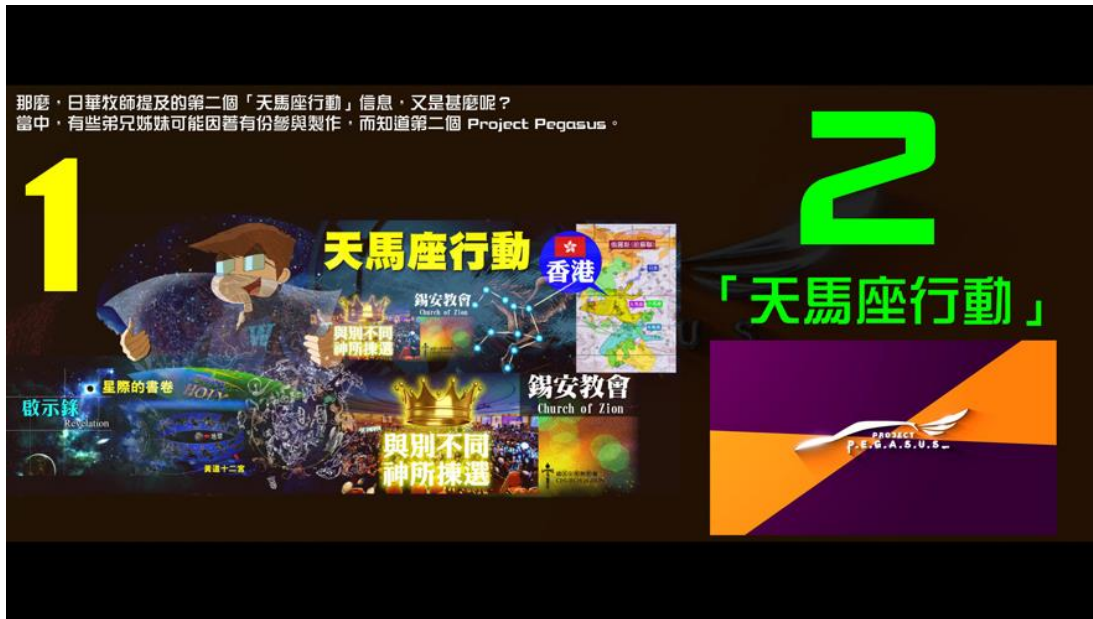 那麼，日華牧師提及的第二個「天馬座行動」信息，又是甚麼呢？
當中，有些弟兄姊妹可能因著有份參與製作，而知道第二個 Project Pegasus。
1
天馬座行動
香港
錫安教會
Church of Zion
與別不同
神所揀選
星際的書卷
HOLY
啟示錄
Revelation
黃道十二宮
與別不同
神所揀選
錫安教會
Church of Zion
2
「天馬座行動」
PROJECT
P.E.G.A.S.U.S